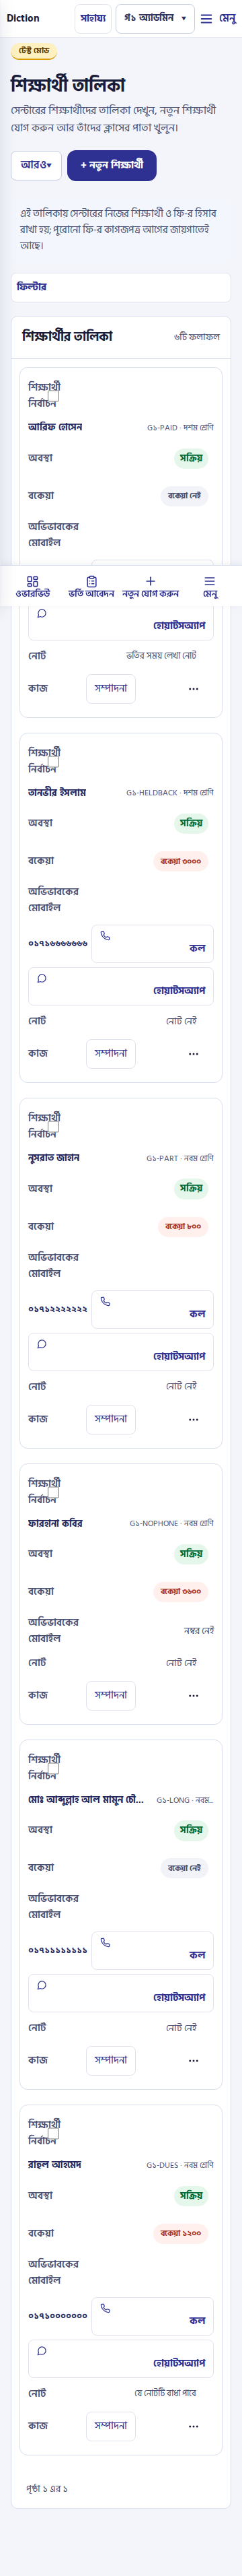 Diction
সাহায্য
গ১ অ্যাডমিন ▾
মেনু
টেস্ট মোড
শিক্ষার্থী তালিকা
সেন্টারের শিক্ষার্থীদের তালিকা দেখুন, নতুন শিক্ষার্থী
যোগ করুন আর তাঁদের ক্লাসের পাতা খুলুন।
আরও▾
+ নতুন শিক্ষার্থী
এই তালিকায় সেন্টারের নিজের শিক্ষার্থী ও ফি-র হিসাব
রাখা হয়; পুরোনো ফি-র কাগজপত্র আগের জায়গাতেই
আছে।
ফিল্টার
শিক্ষার্থীর তালিকা
৬টি ফলাফল
শিক্ষার্থী
নির্বাচন
আরিফ হোসেন
G১-PAID · দশম শ্রেণি
অবস্থা
সক্রিয়
বকেয়া
বকেয়া নেই
অভিভাবকের
মোবাইল
ওভারভিউ
ভর্তি আবেদন
নতুন যোগ করুন
মেনু
হোয়াটসঅ্যাপ
নোট
ভর্তির সময় লেখা নোট
কাজ
সম্পাদনা
...
শিক্ষার্থী
নির্বাচন
তানভীর ইসলাম
G১-HELDBACK · দশম শ্রেণি
অবস্থা
সক্রিয়
বকেয়া
বকেয়া ৩০০০
অভিভাবকের
মোবাইল
০১৭১৬৬৬৬৬৬৬
কল
হোয়াটসঅ্যাপ
নোট
নোট নেই
কাজ
সম্পাদনা
...
শিক্ষার্থী
নির্বাচন
নুসরাত জাহান
G১-PART · নবম শ্রেণি
অবস্থা
সক্রিয়
বকেয়া
বকেয়া ৮০০
অভিভাবকের
মোবাইল
০১৭১২২২২২২২
কল
হোয়াটসঅ্যাপ
নোট
নোট নেই
কাজ
সম্পাদনা
...
শিক্ষার্থী
নির্বাচন
ফারহানা কবির
G১-NOPHONE · নবম শ্রেণি
অবস্থা
সক্রিয়
বকেয়া
বকেয়া ৩৬০০
অভিভাবকের
মোবাইল
নম্বর নেই
নোট
নোট নেই
কাজ
সম্পাদনা
...
শিক্ষার্থী
নির্বাচন
মোঃ আব্দুল্লাহ আল মামুন চৌ...
G১-LONG · নবম...
অবস্থা
সক্রিয়
বকেয়া
বকেয়া নেই
অভিভাবকের
মোবাইল
০১৭১১১১১১১১
কল
হোয়াটসঅ্যাপ
নোট
নোট নেই
কাজ
সম্পাদনা
...
শিক্ষার্থী
নির্বাচন
রাহুল আহমেদ
G১-DUES · নবম শ্রেণি
অবস্থা
সক্রিয়
বকেয়া
বকেয়া ১২০০
অভিভাবকের
মোবাইল
০১৭১০০০০০০০
কল
হোয়াটসঅ্যাপ
নোট
যে নোটটি বাধা পাবে
কাজ
সম্পাদনা
...
পৃষ্ঠা ১ এর ১